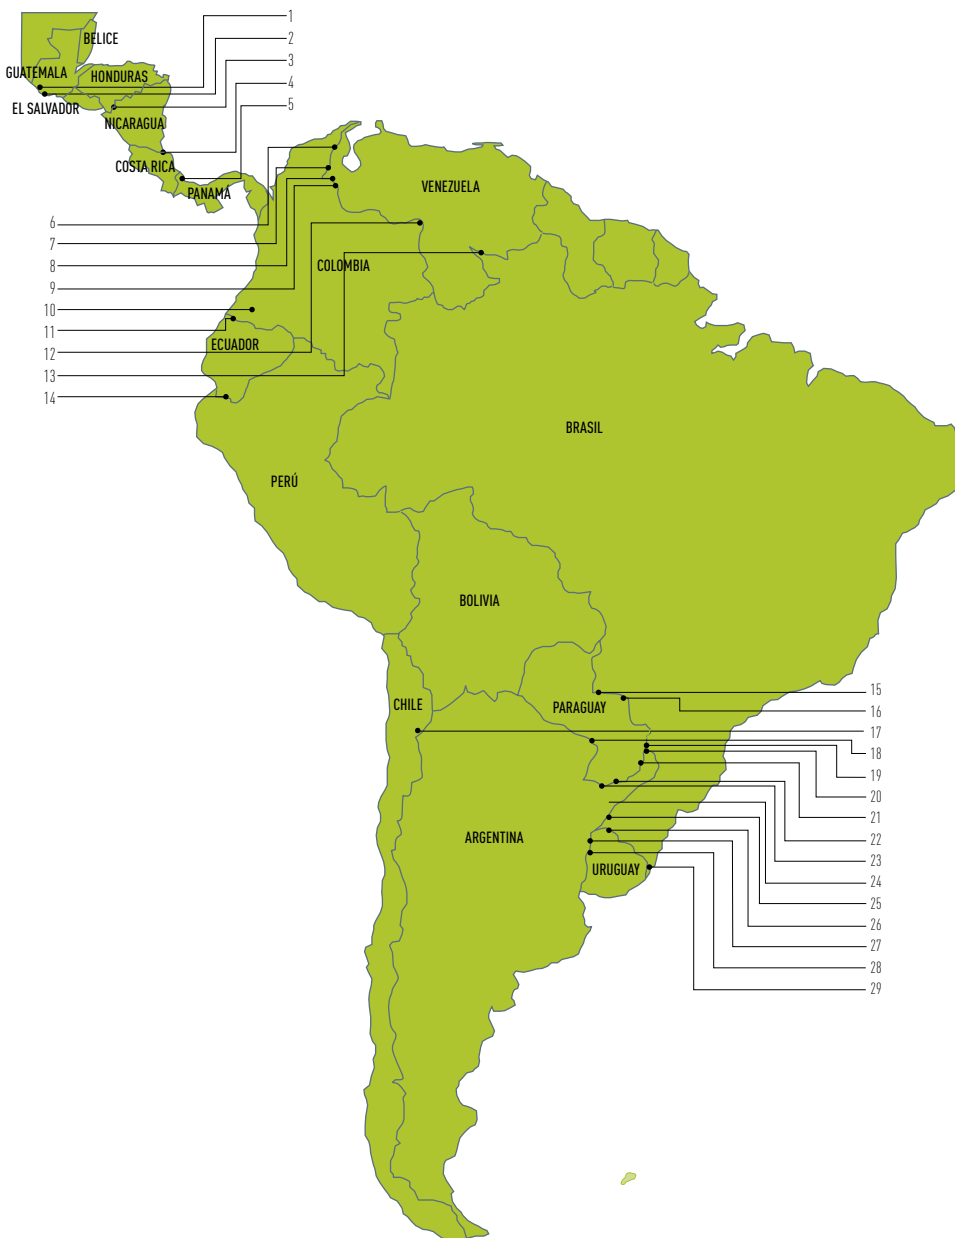 1
BELICE
2
3
GUATEMALA
HONDURAS
4
5
EL SALVADOR
NICARAGUA
COSTA RICA
PANAMÁ
VENEZUELA
6
7
8
COLOMBIA
9
10
11
ECUADOR
12
13
14
BRASIL
PERÚ
BOLIVIA
15
CHILE
PARAGUAY
16
17
18
19
20
21
ARGENTINA
22
23
URUGUAY
24
25
26
27
28
29